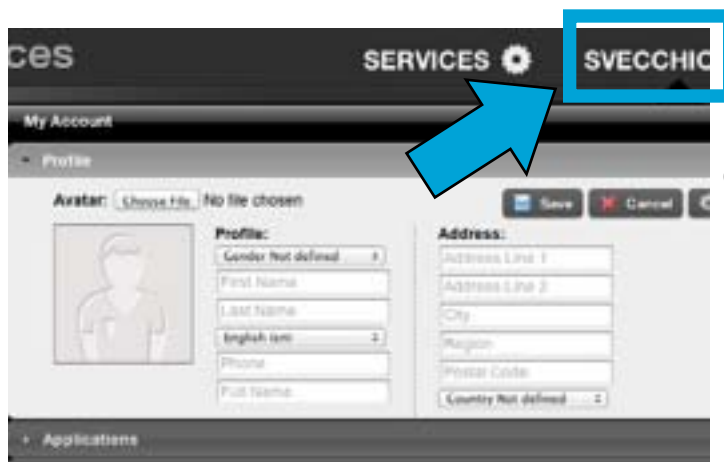 ces
SERVICES
SVECCHIO
My Account
Profile
Avatar: Choose File No file chosen
Save
Cancel
Profile:
Gender Not defined
First Name
Last Name
English
Phone
Full Name
Address:
Address Line 1
Address Line 2
City
Region
Postal Code
Country Not defined
Applications